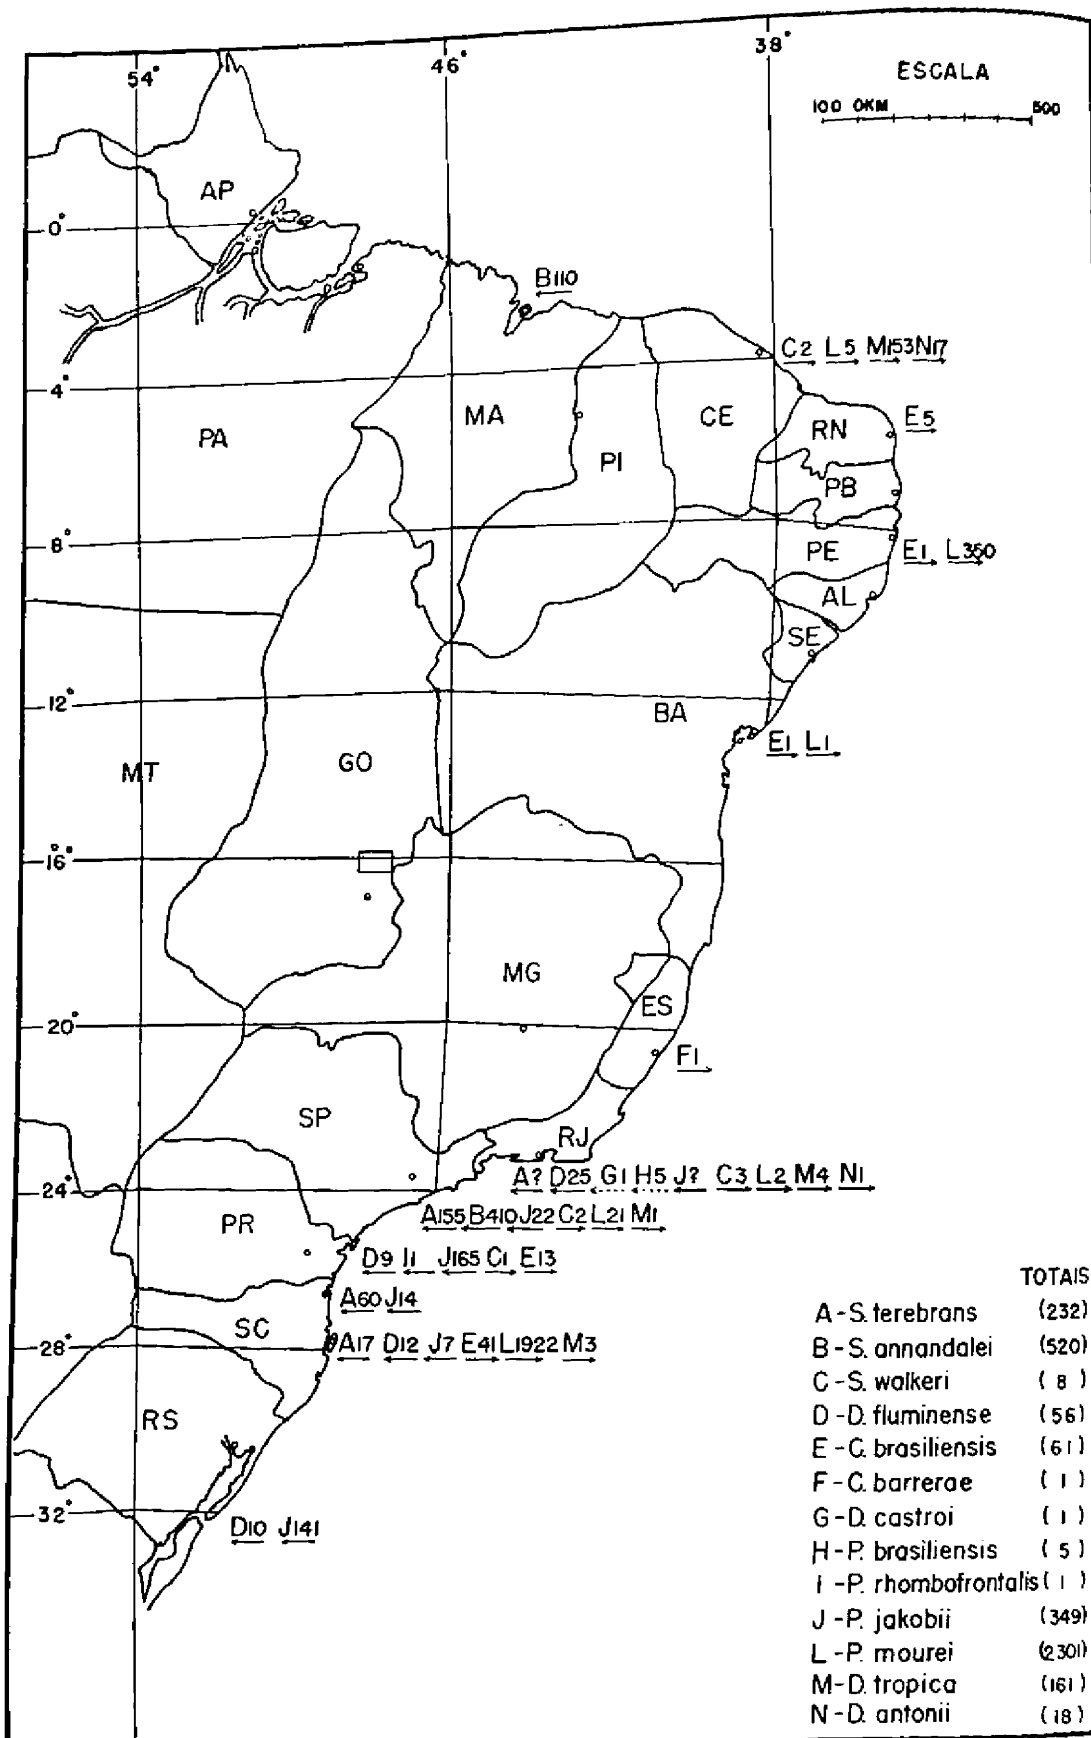 54° 46° 38°
ESCALA
100 0KM 500
AP
0°
B110
C2 L5 M153 N17
4°
PA MA PI CE RN E5
PB
8°
PE E1 L350
AL
SE
12°
BA
E1 L1
MT GO
16°
MG
ES
20°
F1
SP
RJ
A? D25 G1 H5 J? C3 L2 M4 N1
24°
A155 B410 J22 C2 L21 M1
PR
D9 I1 J165 C1 E13
A60 J14
SC
28°
A17 D12 J7 E41 L1922 M3
RS
32°
D10 J141
TOTAIS
A-S. terebrans (232)
B-S. annandalei (520)
C-S. walkeri (8)
D-D. fluminense (56)
E-C. brasiliensis (61)
F-C. barrerae (1)
G-D. castroi (1)
H-P. brasiliensis (5)
I-P. rhombofrontalis (1)
J-P. jakobii (349)
L-P. mourei (2301)
M-D. tropica (161)
N-D. antonii (18)